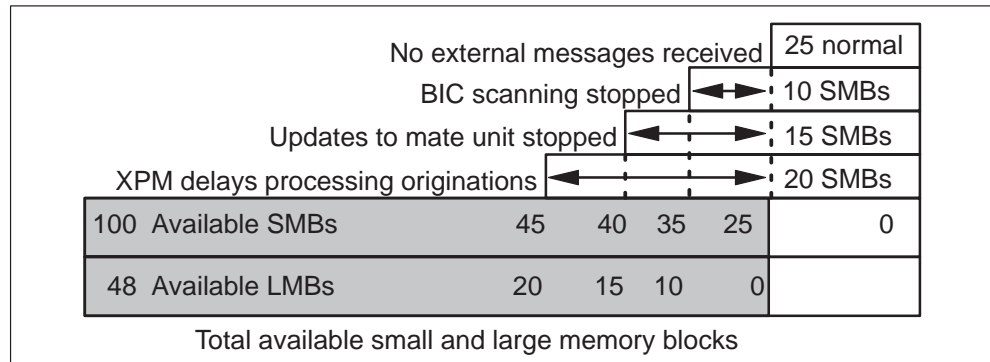 No external messages received 25 normal
BIC scanning stopped 10 SMBs
Updates to mate unit stopped 15 SMBs
XPM delays processing originations 20 SMBs
100 Available SMBs 45 40 35 25 0
48 Available LMBs 20 15 10 0
Total available small and large memory blocks